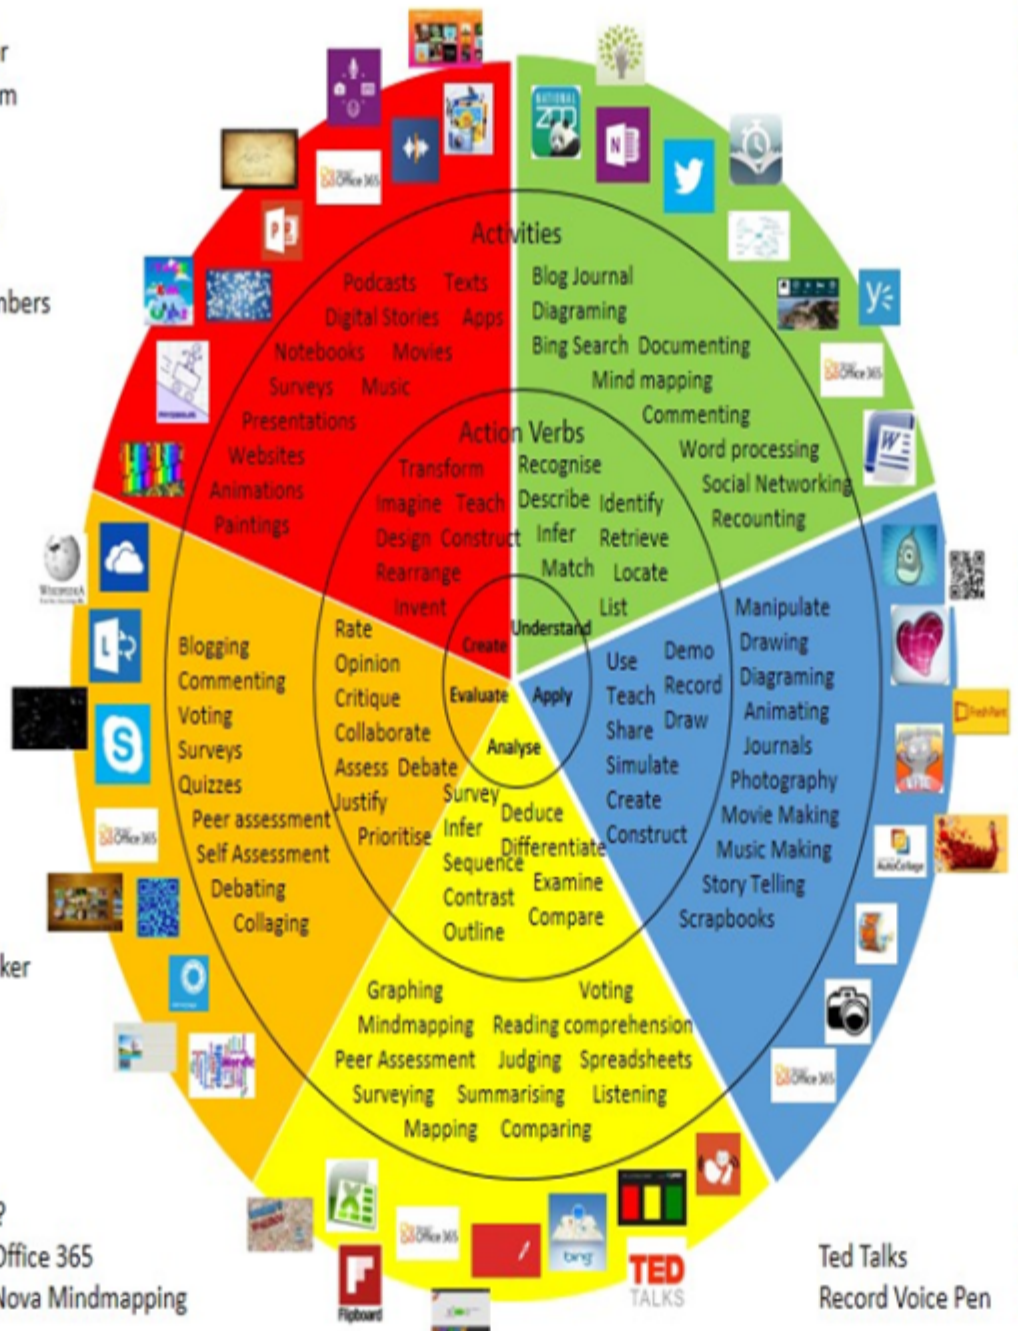 r
m
nbers
ker
?
Office 365
Nova Mindmapping
Ted Talks
Record Voice Pen
Activities
Podcasts Texts
Digital Stories Apps
Notebooks Movies
Surveys Music
Presentations
Websites
Animations
Paintings
Blog Journal
Diagraming
Bing Search Documenting
Mind mapping
Commenting
Word processing
Social Networking
Recounting
Action Verbs
Transform
Imagine Teach
Design Construct
Rearrange
Invent
Create
Recognise
Describe Identify
Infer Retrieve
Match Locate
List
Understand
Blogging
Commenting
Voting
Surveys
Quizzes
Peer assessment
Self Assessment
Debating
Collaging
Rate
Opinion
Critique
Collaborate
Assess Debate
Justify
Prioritise
Evaluate
Apply
Use Demo
Teach Record
Share Draw
Simulate
Create
Construct
Manipulate
Drawing
Diagraming
Animating
Journals
Photography
Movie Making
Music Making
Story Telling
Scrapbooks
Analyse
Survey Deduce
Infer Differentiate
Sequence Examine
Contrast Compare
Outline
Graphing Voting
Mindmapping Reading comprehension
Peer Assessment Judging Spreadsheets
Surveying Summarising Listening
Mapping Comparing
NATIONAL
ZOO
N
Office 365
P
Office 365
W
WIKIPEDIA
L
S
Office 365
FreshPaint
AutoCollage
Office 365
Wordle
X
Office 365
Flipboard
bing
TED
TALKS